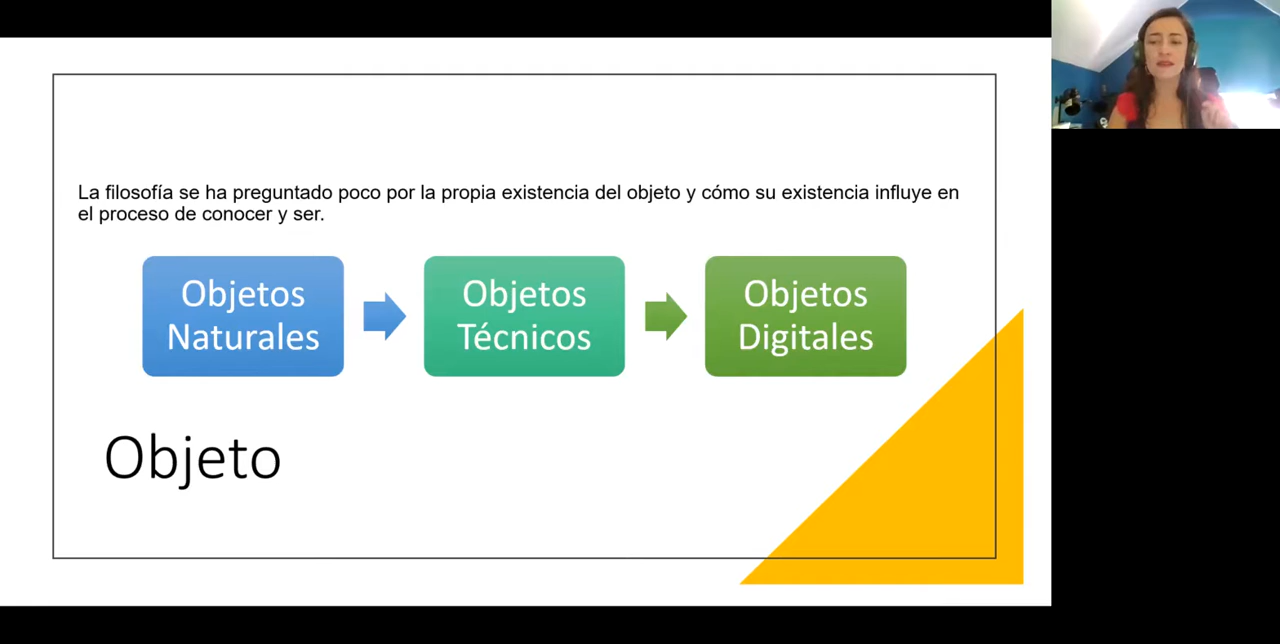 La filosofía se ha preguntado poco por la propia existencia del objeto y cómo su existencia influye en
el proceso de conocer y ser.
Objetos
Naturales
Objetos
Técnicos
Objetos
Digitales
Objeto